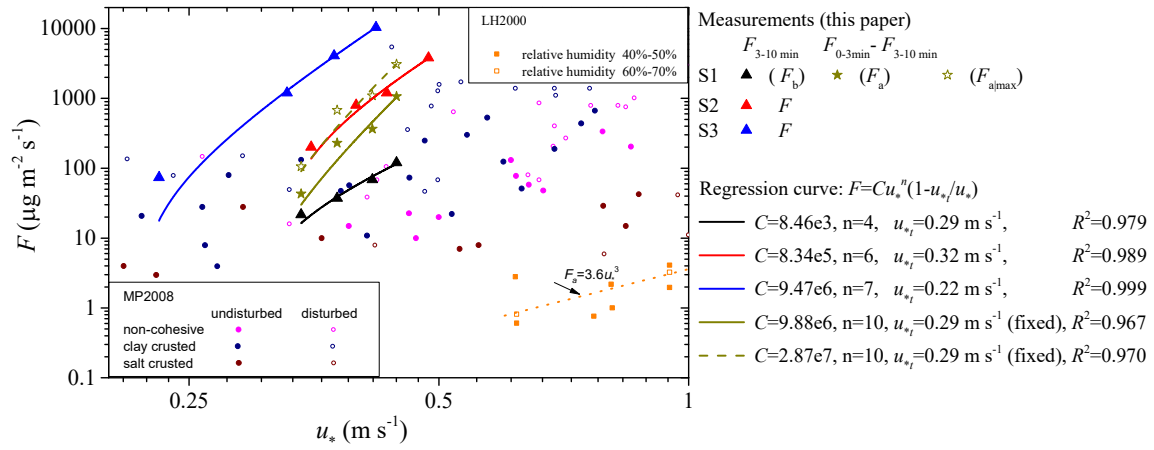 10000
1000
100
10
1
0.1
F (µg m⁻² s⁻¹)
0.25
0.5
1
u* (m s⁻¹)
LH2000
relative humidity 40%-50%
relative humidity 60%-70%
Fₐ=3.6u*³
MP2008
undisturbed disturbed
non-cohesive
clay crusted
salt crusted
Measurements (this paper)
F₃₋₁₀ min F₀₋₃min- F₃₋₁₀ min
S1 (F_b) (Fₐ) (F_a|max)
S2 F
S3 F
Regression curve: F=Cu*ⁿ(1-u*ₜ/u*)
C=8.46e3, n=4, u*ₜ=0.29 m s⁻¹, R²=0.979
C=8.34e5, n=6, u*ₜ=0.32 m s⁻¹, R²=0.989
C=9.47e6, n=7, u*ₜ=0.22 m s⁻¹, R²=0.999
C=9.88e6, n=10, u*ₜ=0.29 m s⁻¹ (fixed), R²=0.967
C=2.87e7, n=10, u*ₜ=0.29 m s⁻¹ (fixed), R²=0.970